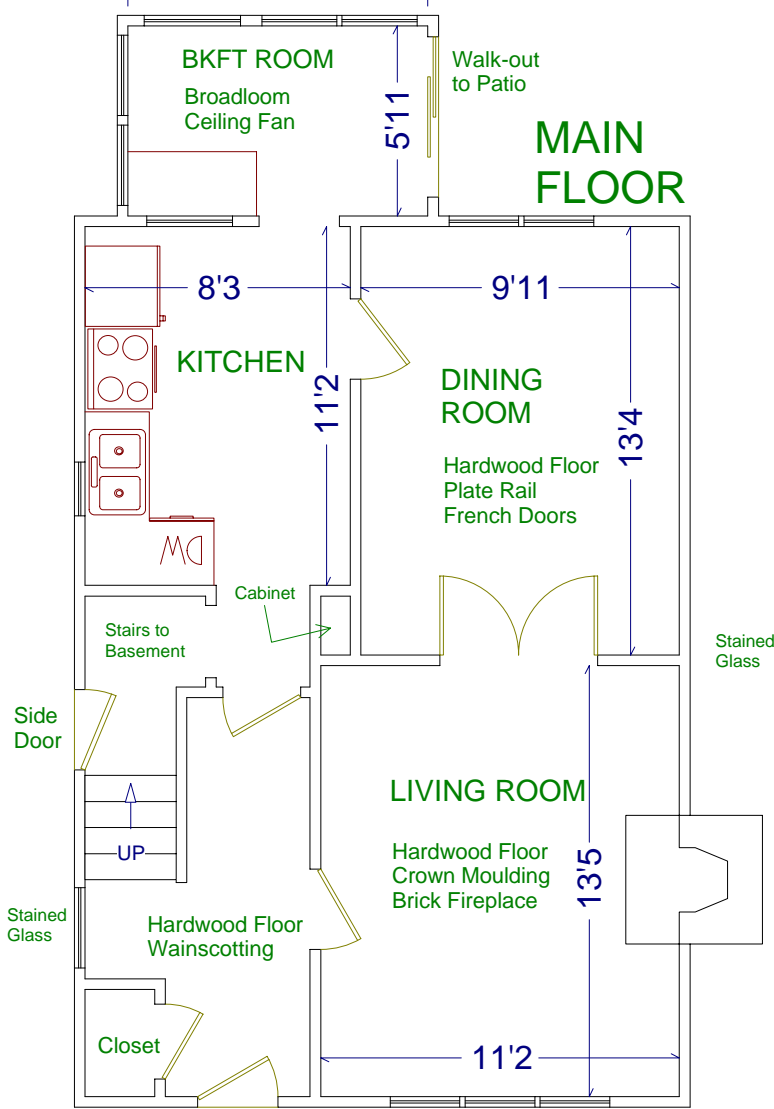 BKFT ROOM
Broadloom
Ceiling Fan
5'11
Walk-out
to Patio
MAIN
FLOOR
8'3
9'11
KITCHEN
11'2
DINING
ROOM
13'4
Hardwood Floor
Plate Rail
French Doors
DW
Cabinet
Stairs to
Basement
Stained
Glass
Side
Door
LIVING ROOM
UP
Hardwood Floor
Crown Moulding
Brick Fireplace
13'5
Stained
Glass
Hardwood Floor
Wainscotting
Closet
11'2